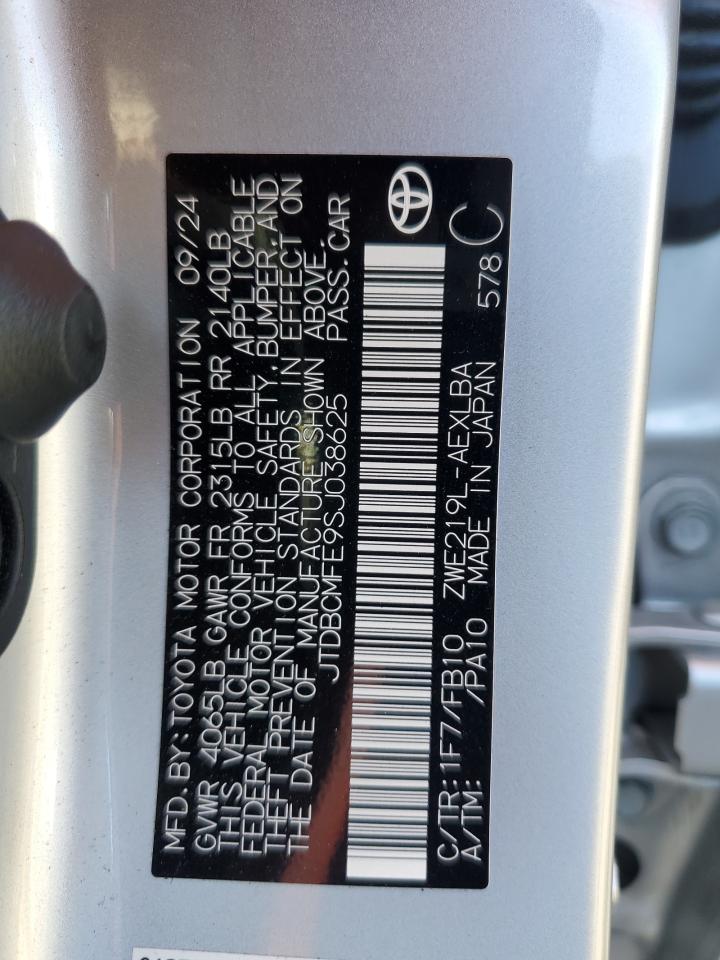 MFD.BY:TOYOTA MOTOR CORPORATION 09/24
GVWR 4065LB GAWR FR 2315LB RR 2140LB
THIS VEHICLE CONFORMS TO ALL APPLICABLE
FEDERAL MOTOR VEHICLE SAFETY,BUMPER,AND
THEFT PREVENTION STANDARDS IN EFFECT ON
THE DATE OF MANUFACTURE SHOWN ABOVE.
JTDBCMFE9SJ038625 PASS.CAR
C/TR:1F7/FB10 ZWE219L-AEXLBA
A/TM: /PA10 MADE IN JAPAN 578 C